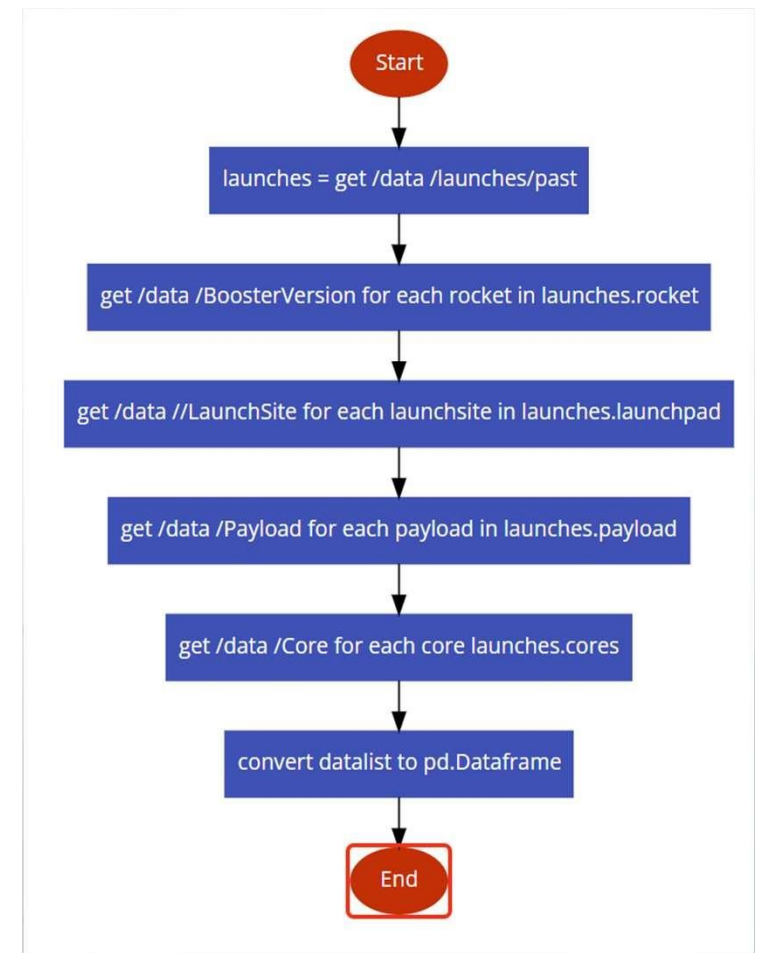 Start
launches = get /data /launches/past
get /data /BoosterVersion for each rocket in launches.rocket
get /data //LaunchSite for each launchsite in launches.launchpad
get /data /Payload for each payload in launches.payload
get /data /Core for each core launches.cores
convert datalist to pd.Dataframe
End